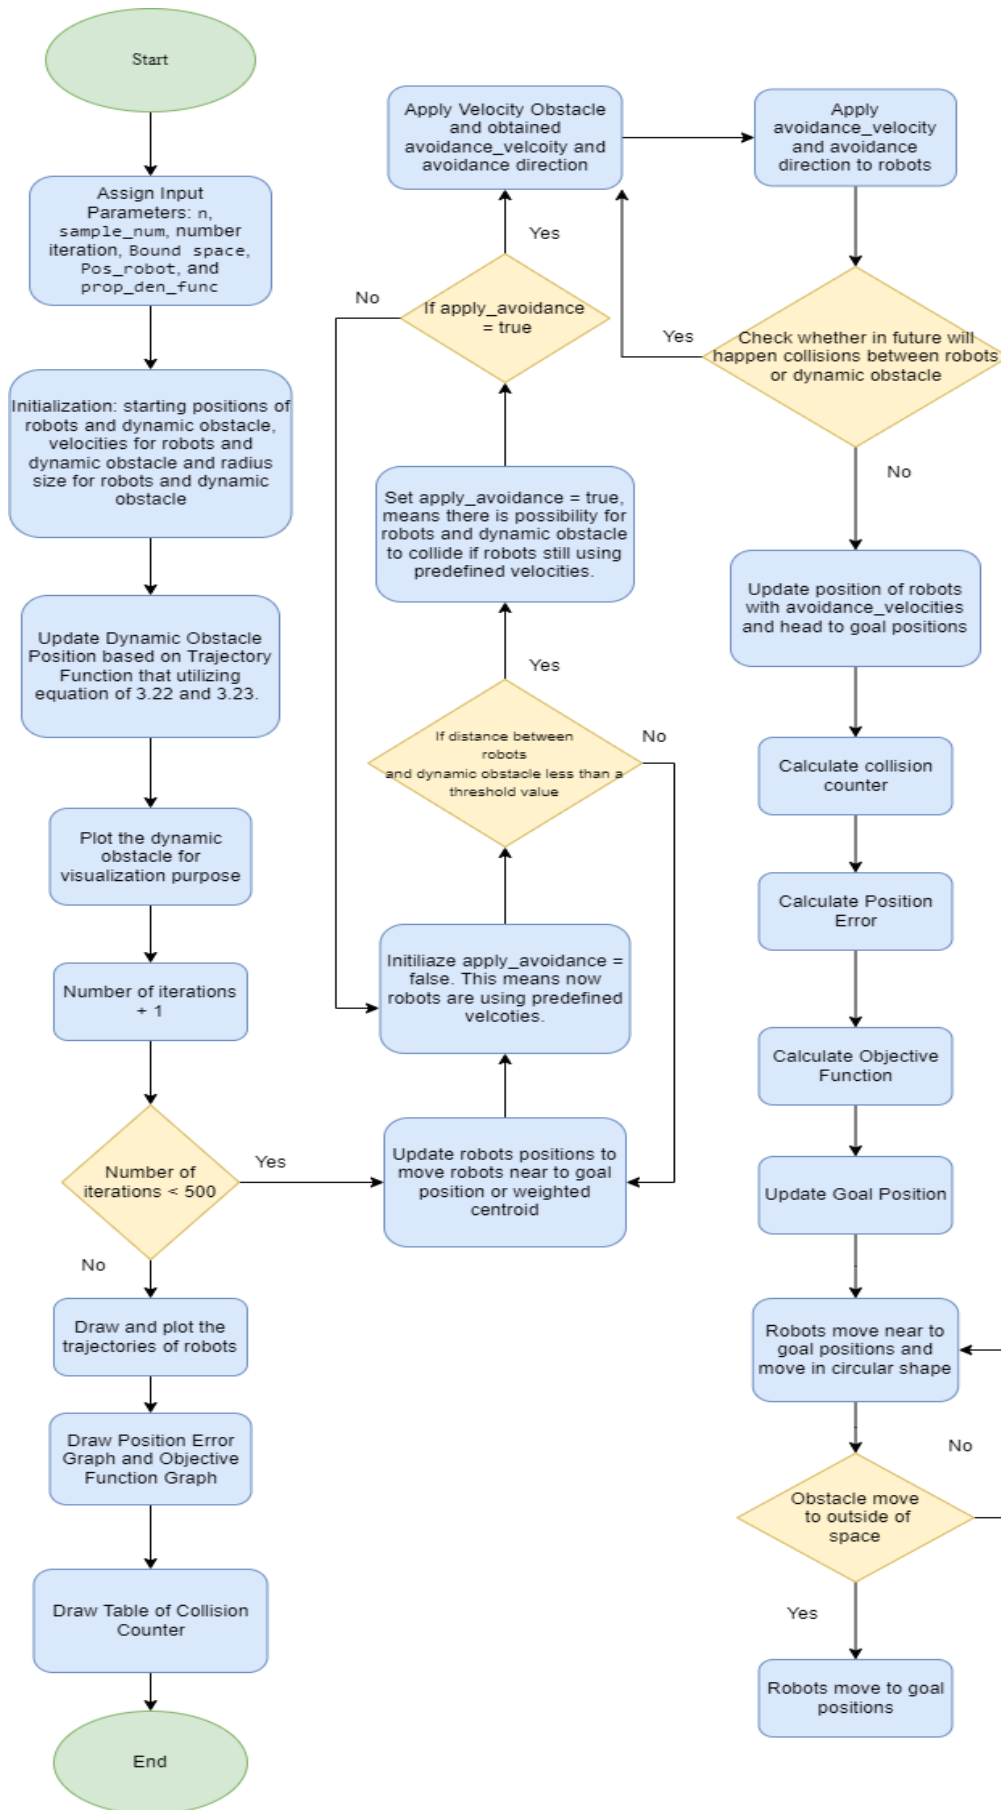 Start
Assign Input
Parameters: n,
sample_num, number
iteration, Bound space,
Pos_robot, and
prop_den_func
Initialization: starting positions of
robots and dynamic obstacle,
velocities for robots and
dynamic obstacle and radius
size for robots and dynamic
obstacle
Update Dynamic Obstacle
Position based on Trajectory
Function that utilizing
equation of 3.22 and 3.23.
Plot the dynamic
obstacle for
visualization purpose
Number of iterations
+ 1
Number of
iterations < 500
Yes
No
Draw and plot the
trajectories of robots
Draw Position Error
Graph and Objective
Function Graph
Draw Table of Collision
Counter
End
Apply Velocity Obstacle
and obtained
avoidance_velcoity and
avoidance direction
Yes
No
If apply_avoidance
= true
Set apply_avoidance = true,
means there is possibility for
robots and dynamic obstacle
to collide if robots still using
predefined velocities.
Yes
No
If distance between
robots
and dynamic obstacle less than a
threshold value
Initiliaze apply_avoidance =
false. This means now
robots are using predefined
velcoties.
Update robots positions to
move robots near to goal
position or weighted
centroid
Apply
avoidance_velocity
and avoidance
direction to robots
Yes
Check whether in future will
happen collisions between robots
or dynamic obstacle
No
Update position of robots
with avoidance_velocities
and head to goal positions
Calculate collision
counter
Calculate Position
Error
Calculate Objective
Function
Update Goal Position
Robots move near to
goal positions and
move in circular shape
No
Obstacle move
to outside of
space
Yes
Robots move to goal
positions